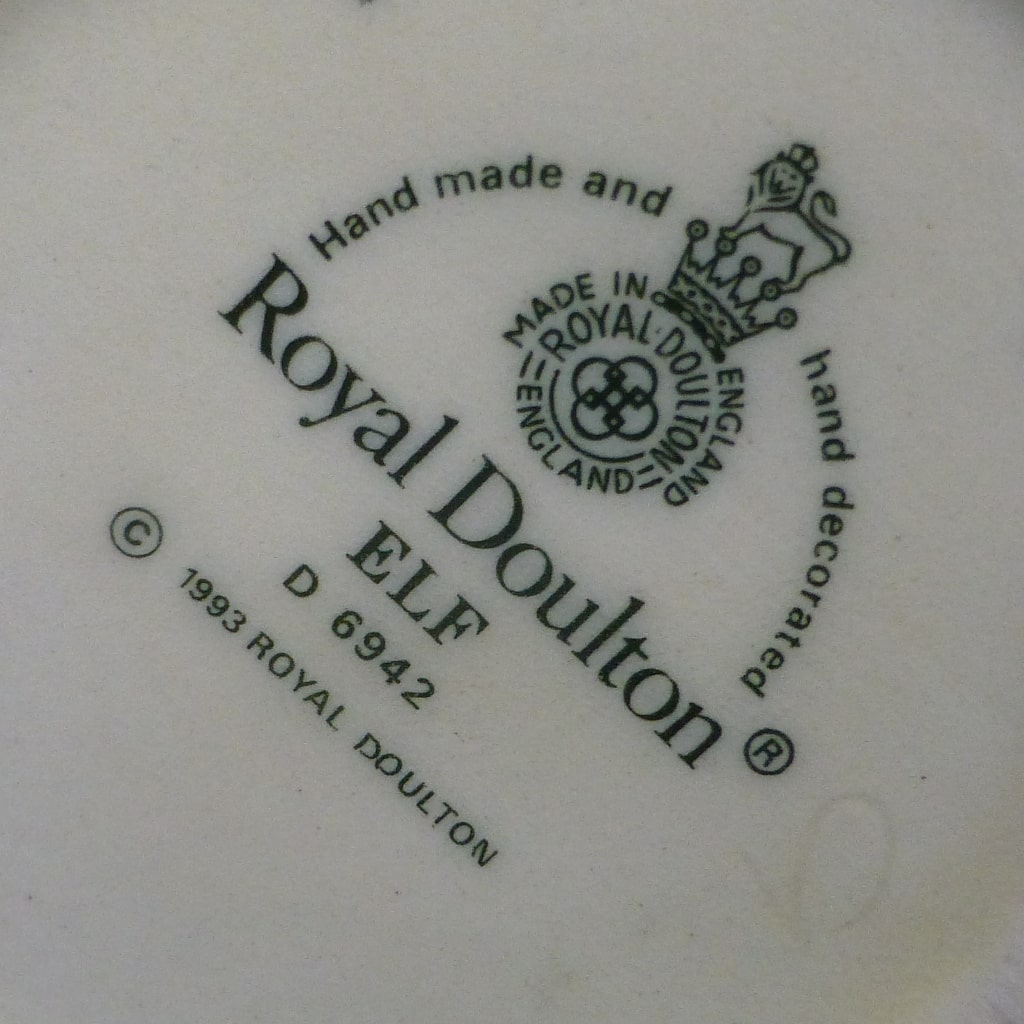 Hand made and hand decorated
MADE IN ENGLAND
ROYAL·DOULTON
ENGLAND
Royal Doulton ®
ELF
D 6942
© 1993 ROYAL DOULTON